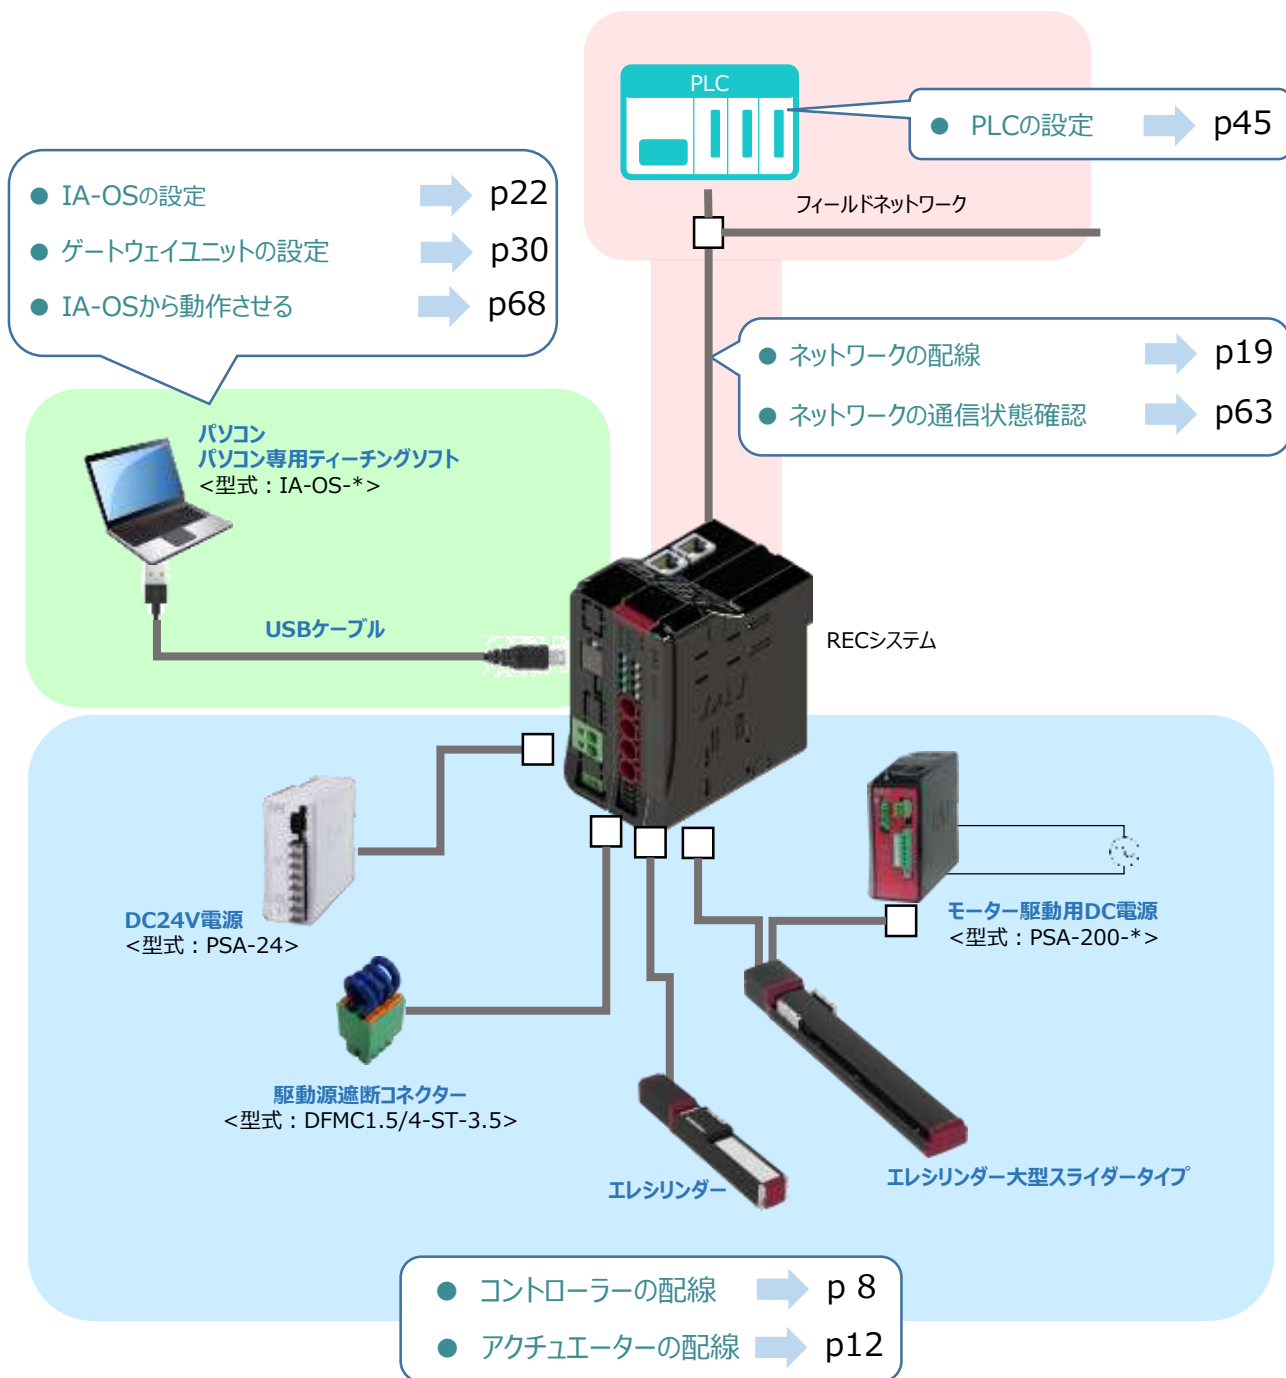 PLC
● PLCの設定 p45
フィールドネットワーク
● IA-OSの設定 p22
● ゲートウェイユニットの設定 p30
● IA-OSから動作させる p68
● ネットワークの配線 p19
● ネットワークの通信状態確認 p63
パソコン
パソコン専用ティーチングソフト
<型式：IA-OS-*>
USBケーブル
RECシステム
DC24V電源
<型式：PSA-24>
モーター駆動用DC電源
<型式：PSA-200-*>
駆動源遮断コネクター
<型式：DFMC1.5/4-ST-3.5>
エレシリンダー
エレシリンダー大型スライダータイプ
● コントローラーの配線 p 8
● アクチュエーターの配線 p12